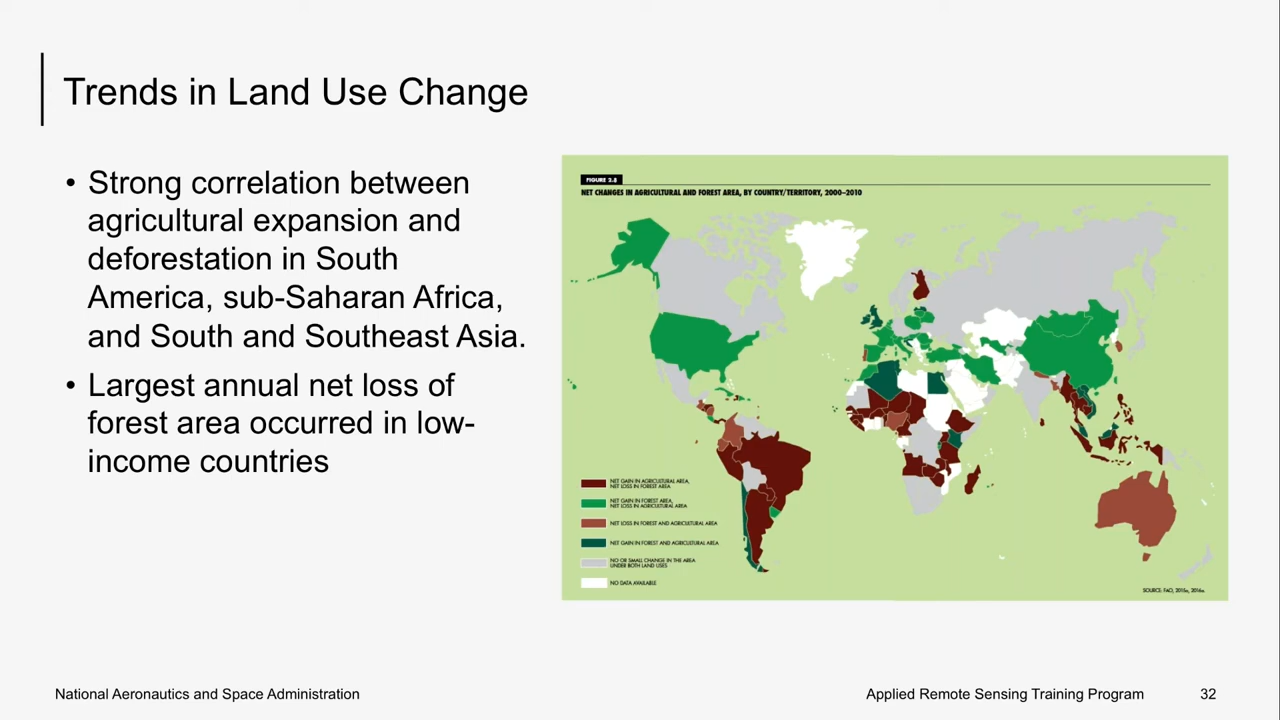 Trends in Land Use Change
• Strong correlation between
agricultural expansion and
deforestation in South
America, sub-Saharan Africa,
and South and Southeast Asia.
• Largest annual net loss of
forest area occurred in low-
income countries
FIGURE 2.8
NET CHANGES IN AGRICULTURAL AND FOREST AREA, BY COUNTRY/TERRITORY, 2000–2010
NET GAIN IN AGRICULTURAL AREA,
NET LOSS IN FOREST AREA
NET GAIN IN FOREST AREA,
NET LOSS IN AGRICULTURAL AREA
NET LOSS IN FOREST AND AGRICULTURAL AREA
NET GAIN IN FOREST AND AGRICULTURAL AREA
NO OR SMALL CHANGE IN THE AREA
UNDER BOTH LAND USES
NO DATA AVAILABLE
SOURCE: FAO, 2015a, 2016a.
National Aeronautics and Space Administration
Applied Remote Sensing Training Program
32